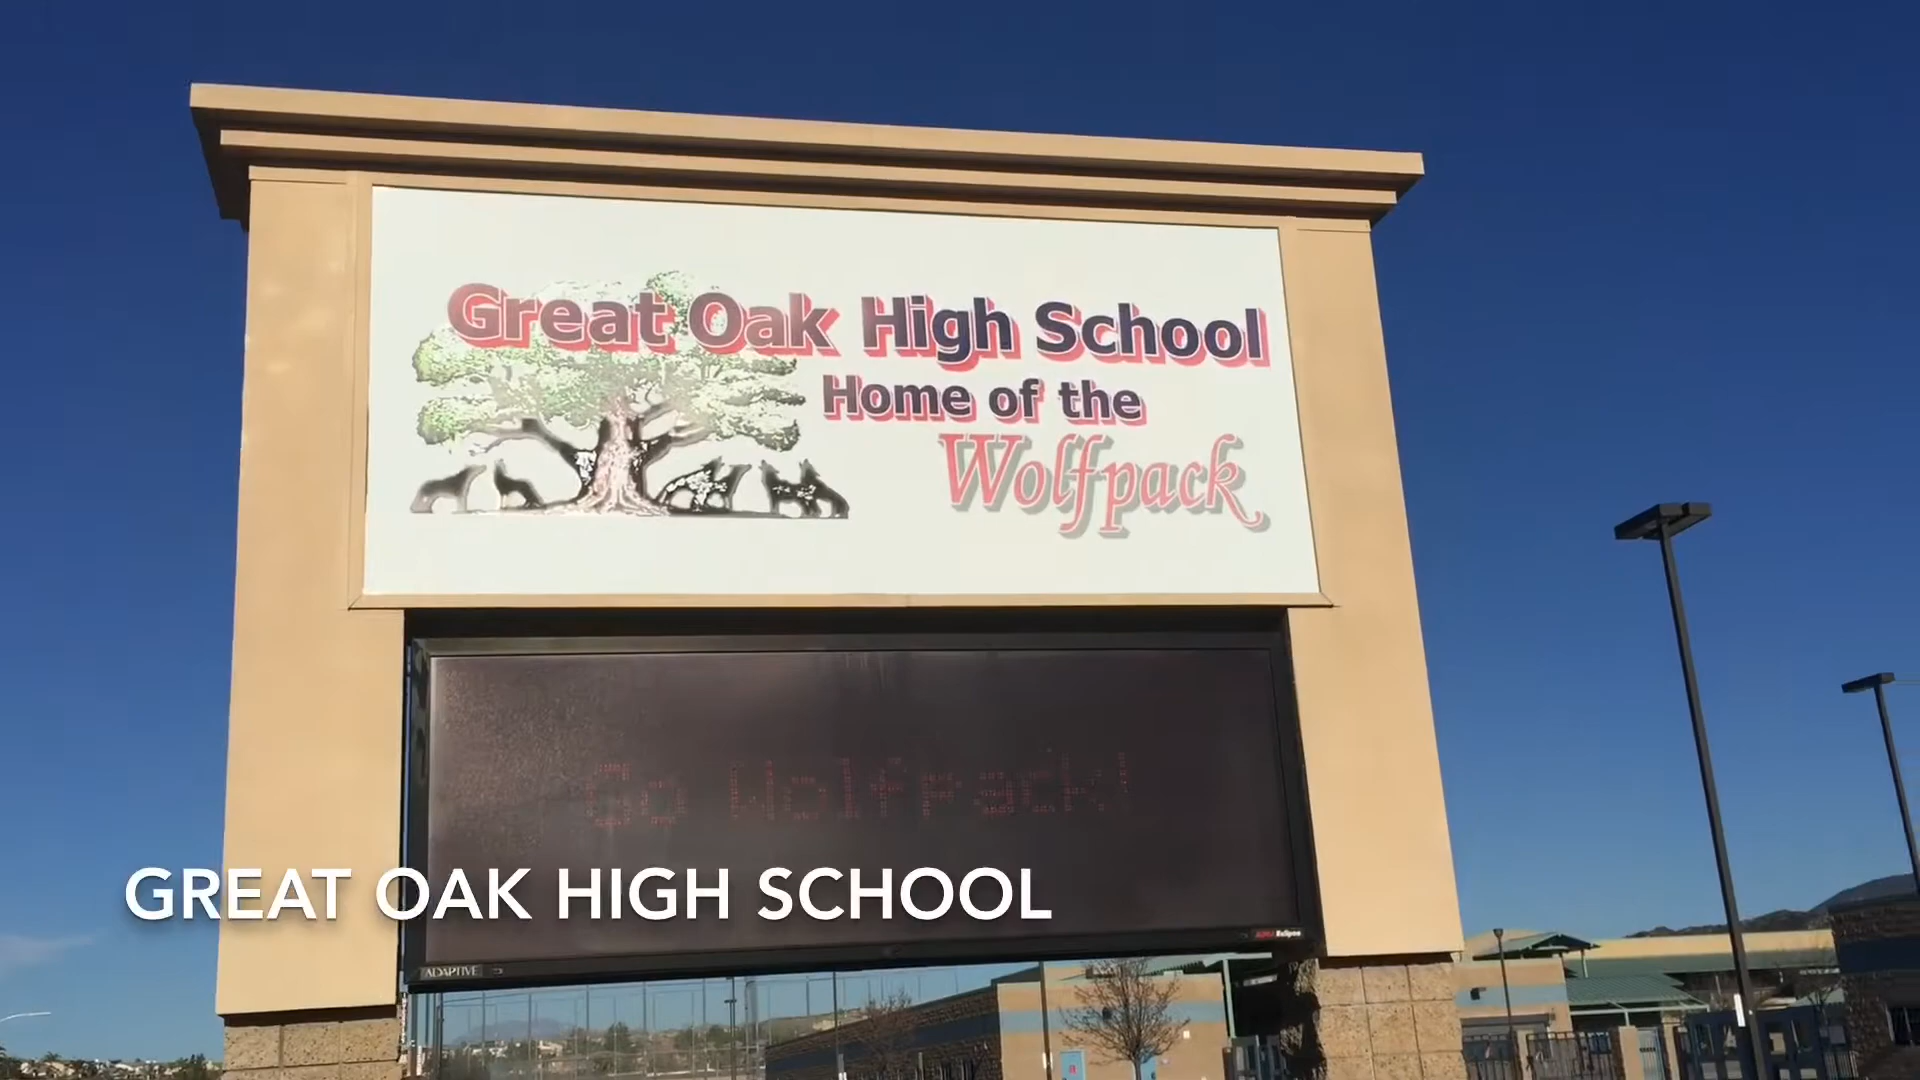 Great Oak High School
Home of the
Wolfpack
Go Wolfpack!
GREAT OAK HIGH SCHOOL
ADAPTIVE